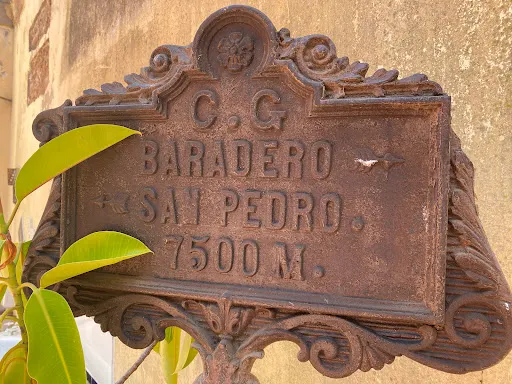 C. G
BARADERO
SAN PEDRO.
7500 M.